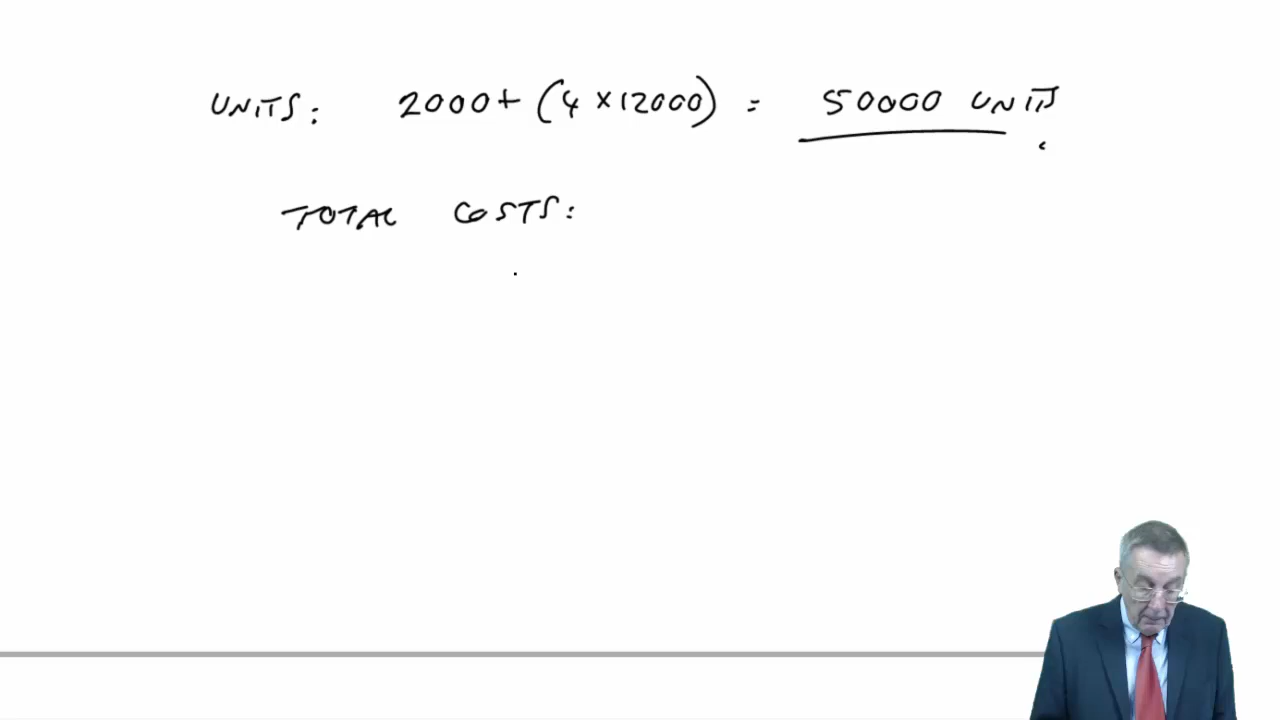 UNITS: 2000+ (4 ×12000) = 50000 UNITS
TOTAL COSTS: